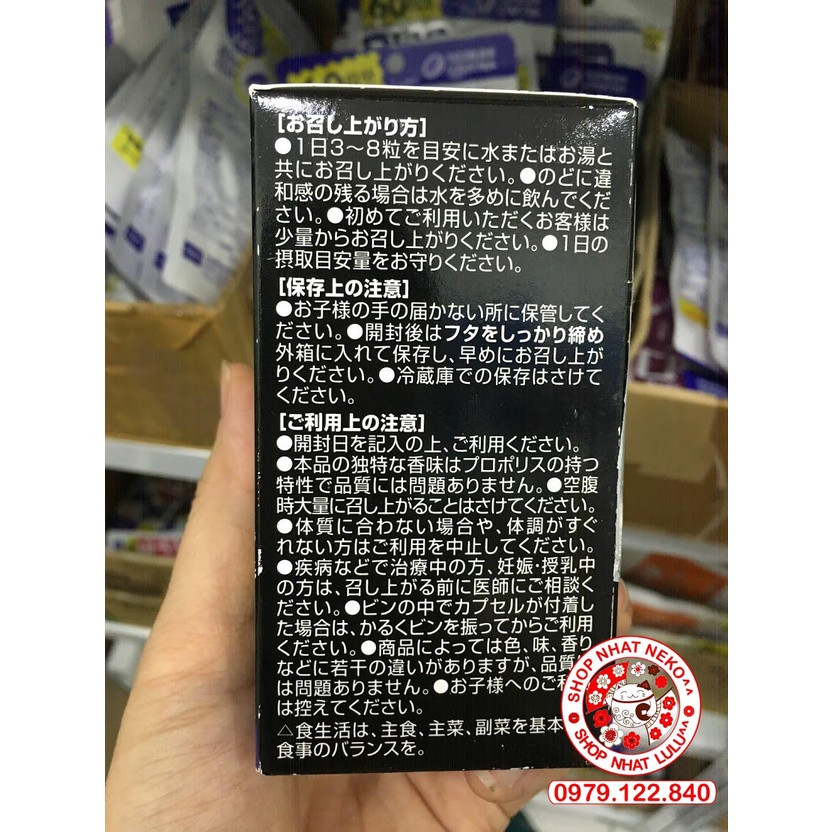 [お召し上がり方]
●1日3〜8粒を目安に水またはお湯と
共にお召し上がりください。●のどに違
和感の残る場合は水を多めに飲んでくだ
さい。●初めてご利用いただくお客様は
少量からお召し上がりください。●1日の
摂取目安量をお守りください。
[保存上の注意]
●お子様の手の届かない所に保管してく
ださい。●開封後はフタをしっかり締め
外箱に入れて保存し、早めにお召し上が
りください。●冷蔵庫での保存はさけて
ください。
[ご利用上の注意]
●開封日を記入の上、ご利用ください。
●本品の独特な香味はプロポリスの持つ
特性で品質には問題ありません。●空腹
時大量に召し上がることはさけてください。
●体質に合わない場合や、体調がすぐ
れない方はご利用を中止してください。
●疾病などで治療中の方、妊娠・授乳中
の方は、召し上がる前に医師にご相談く
ださい。●ビンの中でカプセルが付着し
た場合は、かるくビンを振ってからご利用
ください。●商品によっては色、味、香り
などに若干の違いがありますが、品質
は問題ありません。●お子様へのご利
は控えてください。
△食生活は、主食、主菜、副菜を基本
食事のバランスを。
SHOP NHAT NEKO^^
SHOP NHAT LULU^^
0979.122.840
60